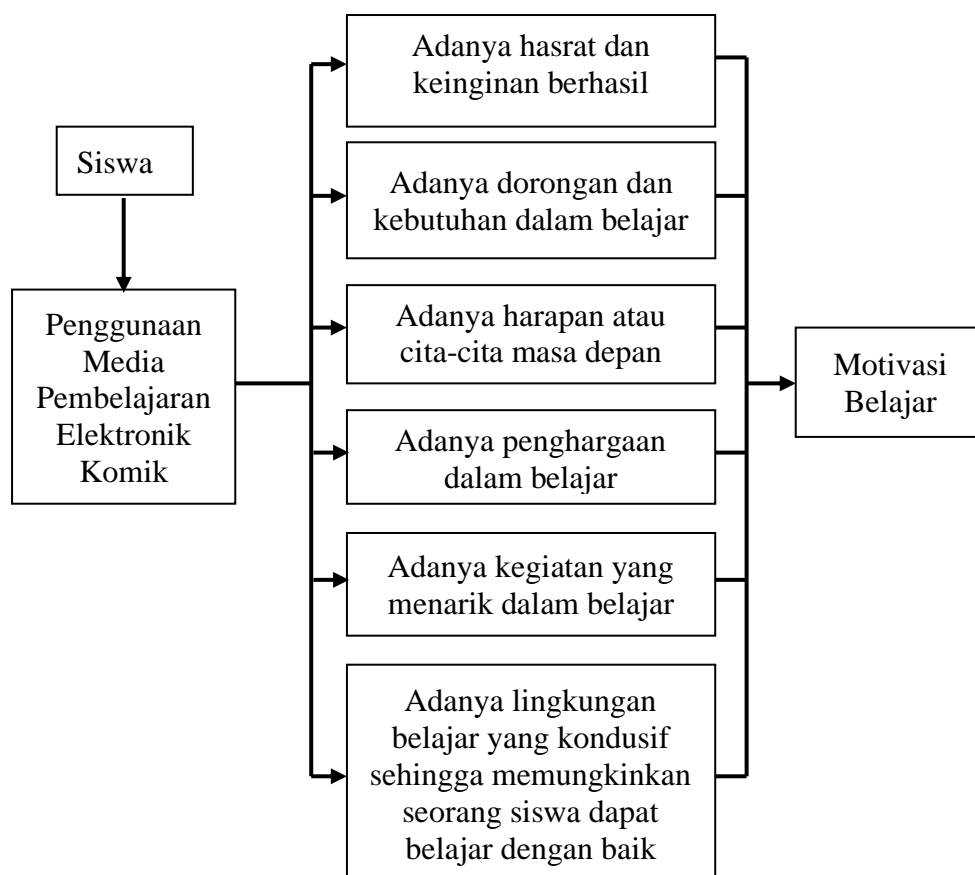 Siswa
Penggunaan
Media
Pembelajaran
Elektronik
Komik
Adanya hasrat dan
keinginan berhasil
Adanya dorongan dan
kebutuhan dalam belajar
Adanya harapan atau
cita-cita masa depan
Adanya penghargaan
dalam belajar
Adanya kegiatan yang
menarik dalam belajar
Adanya lingkungan
belajar yang kondusif
sehingga memungkinkan
seorang siswa dapat
belajar dengan baik
Motivasi
Belajar